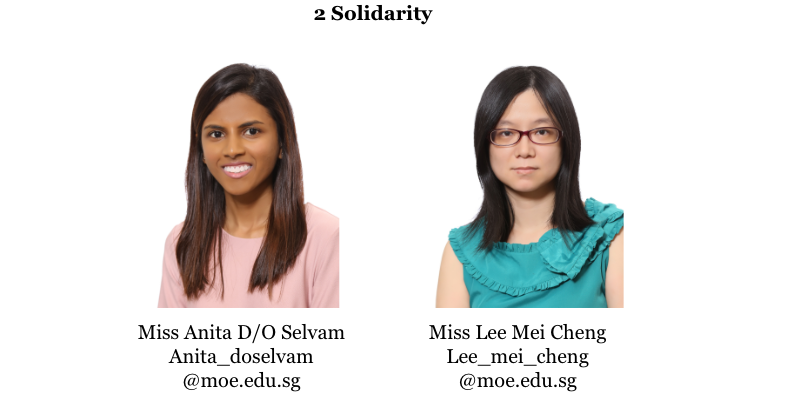 2 Solidarity
Miss Anita D/O Selvam
Anita_doselvam
@moe.edu.sg
Miss Lee Mei Cheng
Lee_mei_cheng
@moe.edu.sg